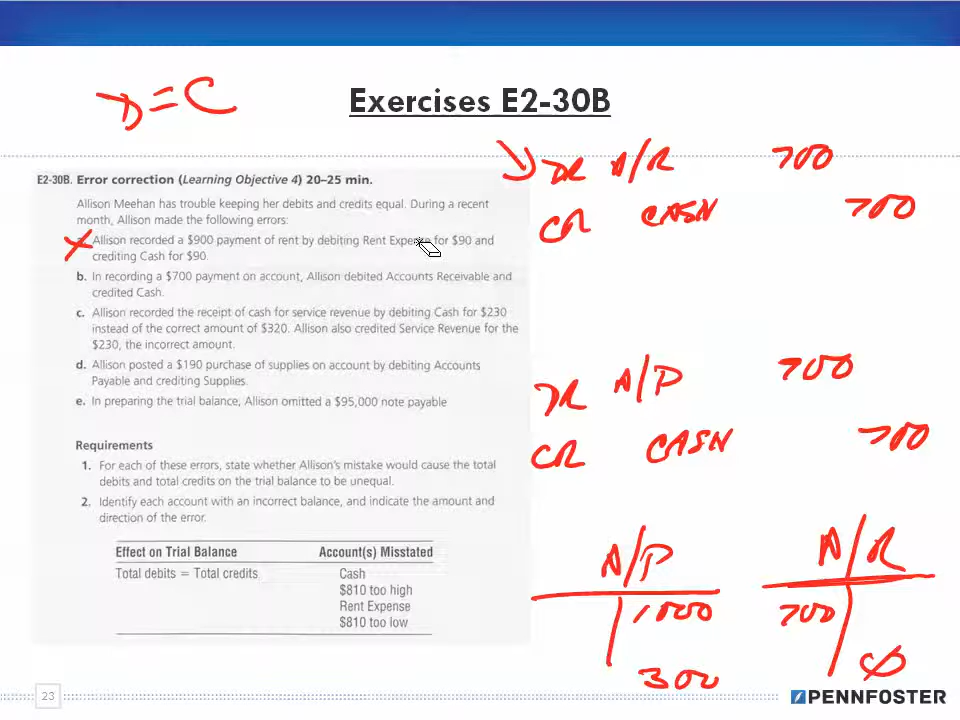 D = C
Exercises E2-30B
E2-30B. Error correction (Learning Objective 4) 20–25 min.
Allison Meehan has trouble keeping her debits and credits equal. During a recent
month, Allison made the following errors:
a. Allison recorded a $900 payment of rent by debiting Rent Expense for $90 and
crediting Cash for $90.
b. In recording a $700 payment on account, Allison debited Accounts Receivable and
credited Cash.
c. Allison recorded the receipt of cash for service revenue by debiting Cash for $230
instead of the correct amount of $320. Allison also credited Service Revenue for the
$230, the incorrect amount.
d. Allison posted a $190 purchase of supplies on account by debiting Accounts
Payable and crediting Supplies.
e. In preparing the trial balance, Allison omitted a $95,000 note payable
Requirements
1. For each of these errors, state whether Allison's mistake would cause the total
debits and total credits on the trial balance to be unequal.
2. Identify each account with an incorrect balance, and indicate the amount and
direction of the error.
Effect on Trial Balance Account(s) Misstated
Total debits = Total credits Cash
$810 too high
Rent Expense
$810 too low
DR A/R 700
CR CASH 700
DR A/P 700
CR CASH 700
A/P A/R
1000 700
300
23
PENNFOSTER